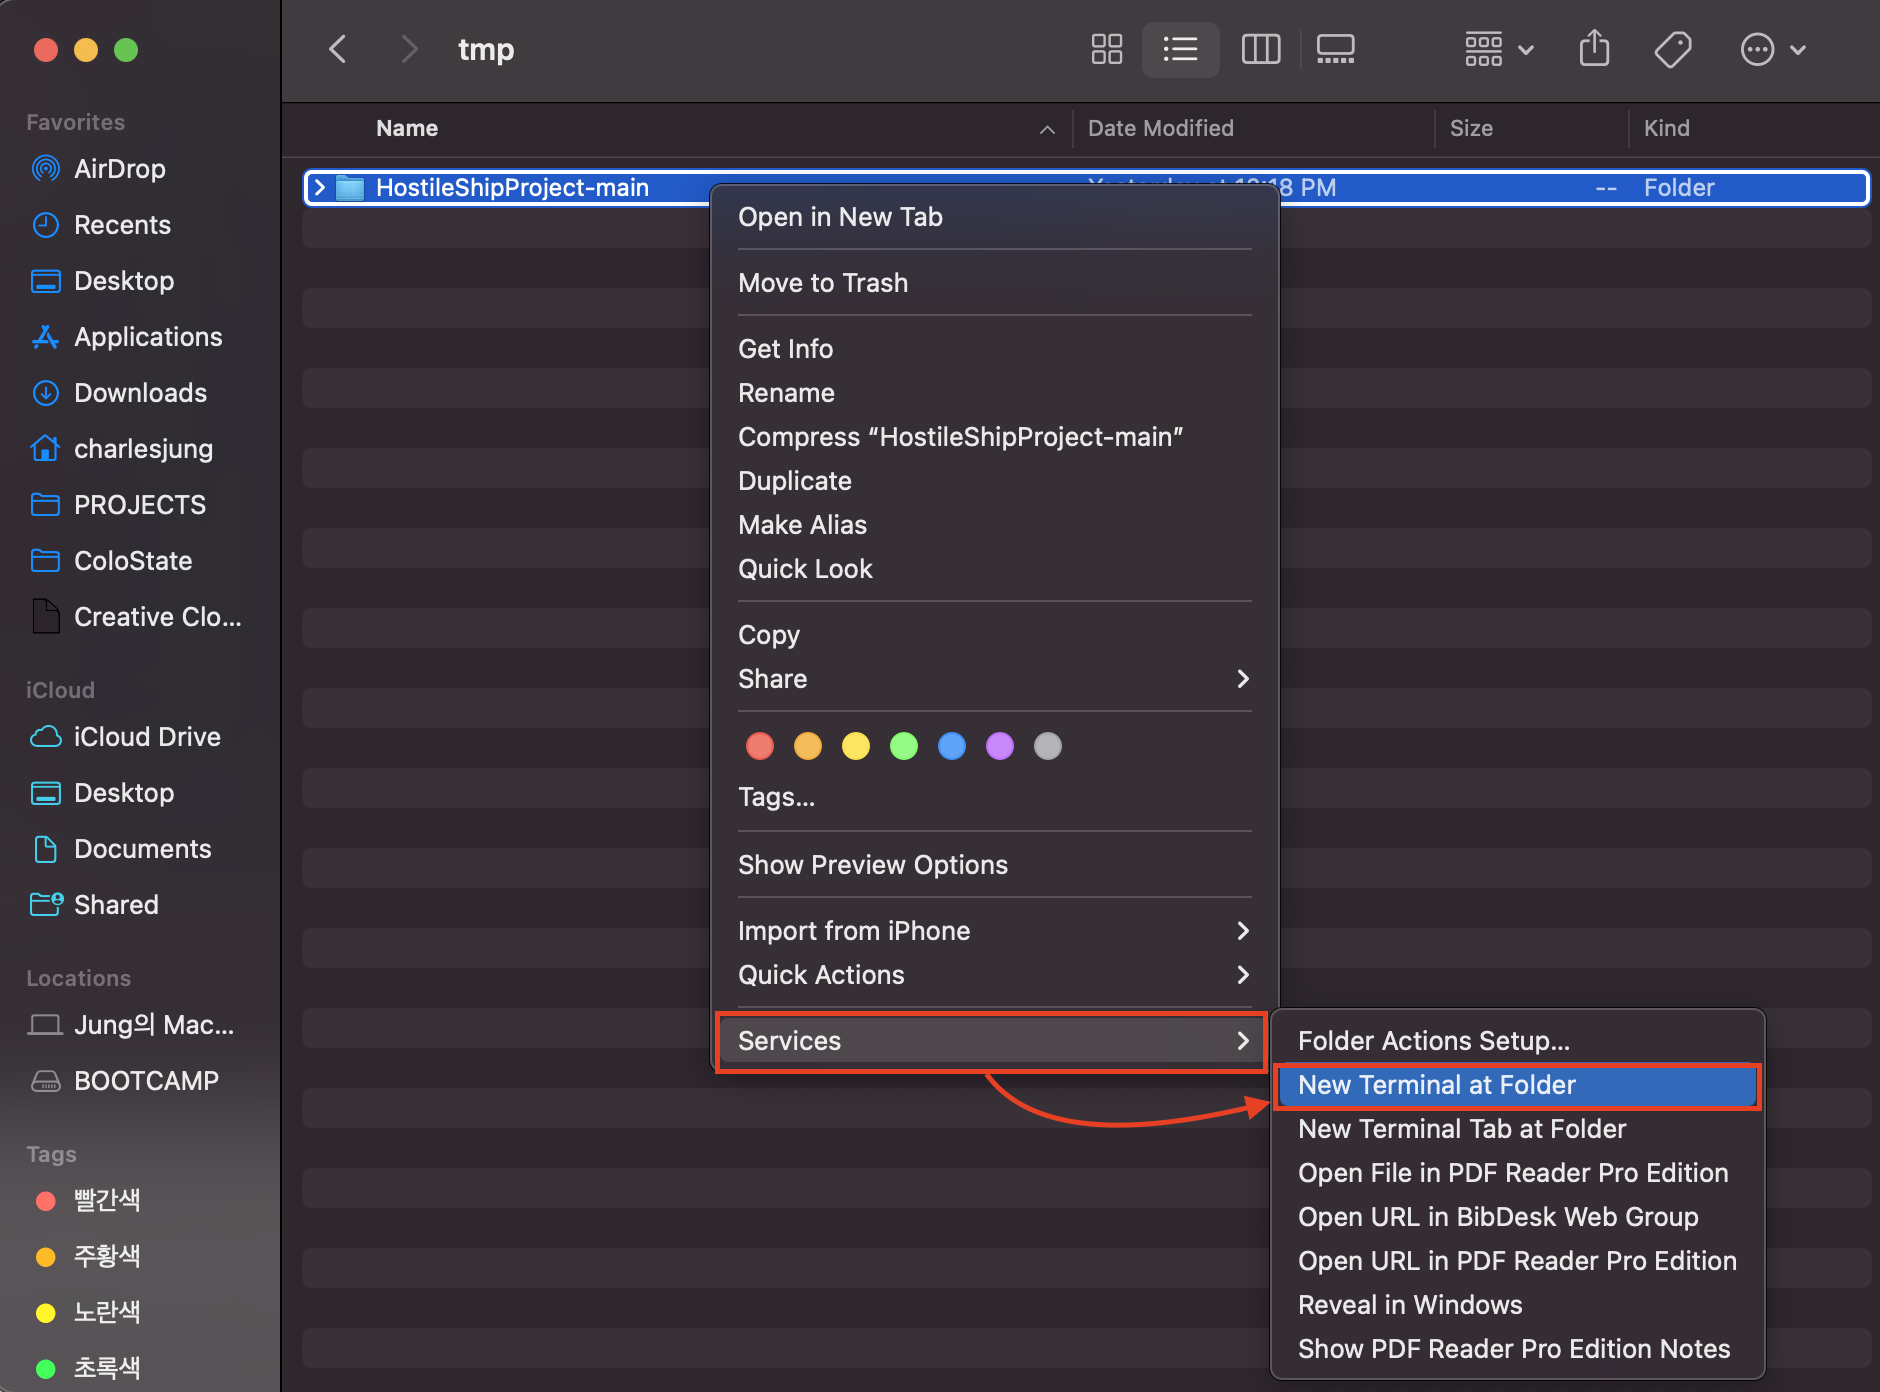 tmp
Favorites
AirDrop
Recents
Desktop
Applications
Downloads
charlesjung
PROJECTS
ColoState
Creative Clo...
iCloud
iCloud Drive
Desktop
Documents
Shared
Locations
Jung의 Mac...
BOOTCAMP
Tags
빨간색
주황색
노란색
초록색
Name
Date Modified
Size
Kind
HostileShipProject-main
18 PM
--
Folder
Open in New Tab
Move to Trash
Get Info
Rename
Compress “HostileShipProject-main”
Duplicate
Make Alias
Quick Look
Copy
Share
Tags...
Show Preview Options
Import from iPhone
Quick Actions
Services
Folder Actions Setup...
New Terminal at Folder
New Terminal Tab at Folder
Open File in PDF Reader Pro Edition
Open URL in BibDesk Web Group
Open URL in PDF Reader Pro Edition
Reveal in Windows
Show PDF Reader Pro Edition Notes